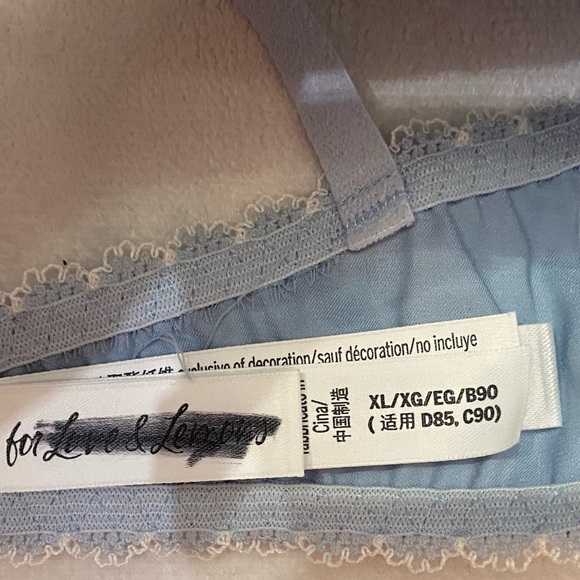 exclusive of decoration/sauf décoration/no incluye
for Love & Lemons
Cina/
中国制造
XL/XG/EG/B90
( 适用 D85, C90)